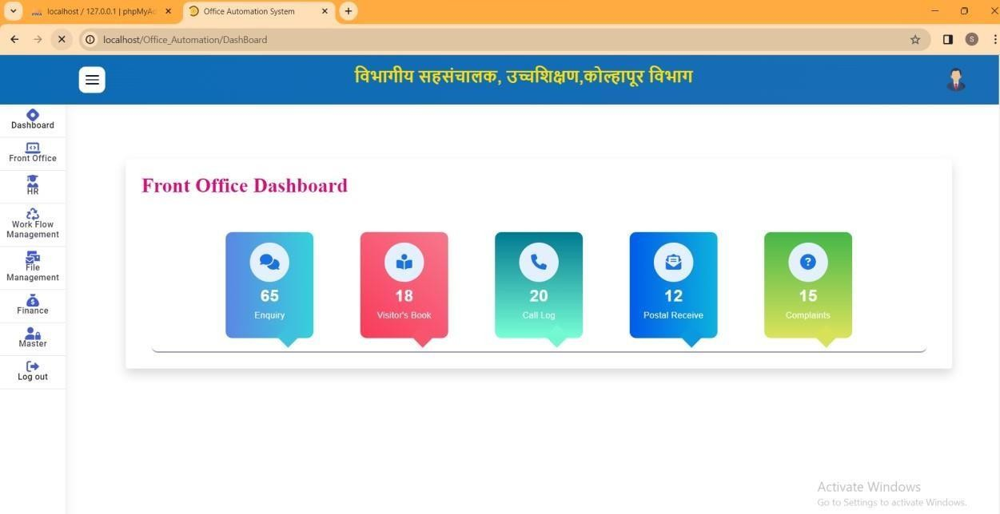 localhost / 127.0.0.1 | phpMyAc
Office Automation System
localhost/Office_Automation/DashBoard
S
विभागीय सहसंचालक, उच्चशिक्षण,कोल्हापूर विभाग
Dashboard
Front Office
HR
Work Flow
Management
File
Management
Finance
Master
Log out
Front Office Dashboard
65
Enquiry
18
Visitor's Book
20
Call Log
12
Postal Receive
15
Complaints
Activate Windows
Go to Settings to activate Windows.